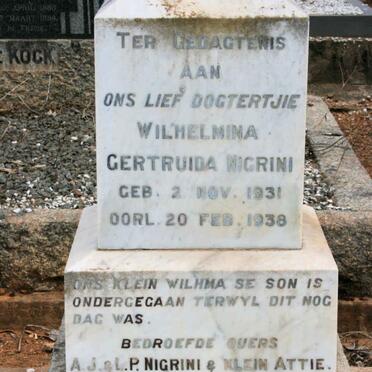 TER GEDAGTENIS
AAN
ONS LIEF DOGTERTJIE
WILHELMINA
GERTRUIDA NIGRINI
GEB. 2 NOV. 1931
OORL. 20 FEB. 1938
ONS KLEIN WILHMA SE SON IS
ONDERGEGAAN TERWYL DIT NOG
DAG WAS.
BEDROEFDE OUERS
A.J. & L.P. NIGRINI & KLEIN ATTIE.
KOCK